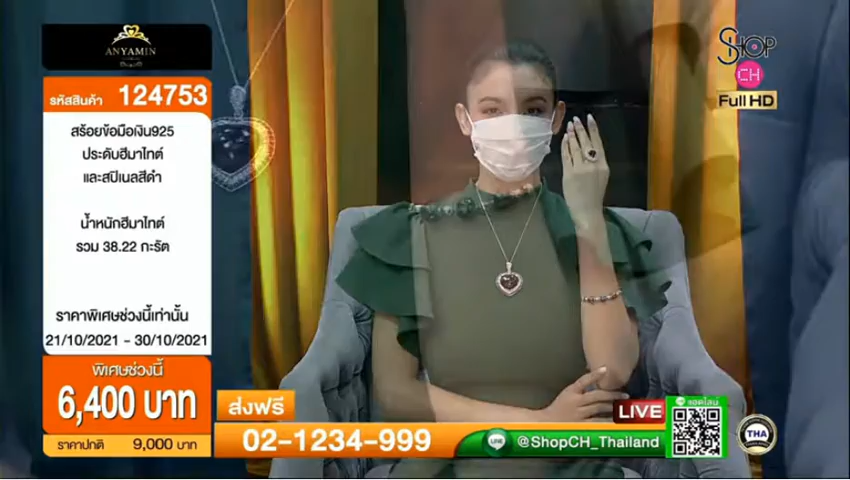 ANYAMIN
รหัสสินค้า 124753
สร้อยข้อมือเงิน925
ประดับฮีมาไทต์
และสปิเนลสีดำ
น้ำหนักฮีมาไทต์
รวม 38.22 กะรัต
ราคาพิเศษช่วงนี้เท่านั้น
21/10/2021 - 30/10/2021
พิเศษช่วงนี้
6,400 บาท
ราคาปกติ 9,000 บาท
SHOP
CH
Full HD
ส่งฟรี
02-1234-999
LIVE
@ShopCH_Thailand
แอดไลน์
THA